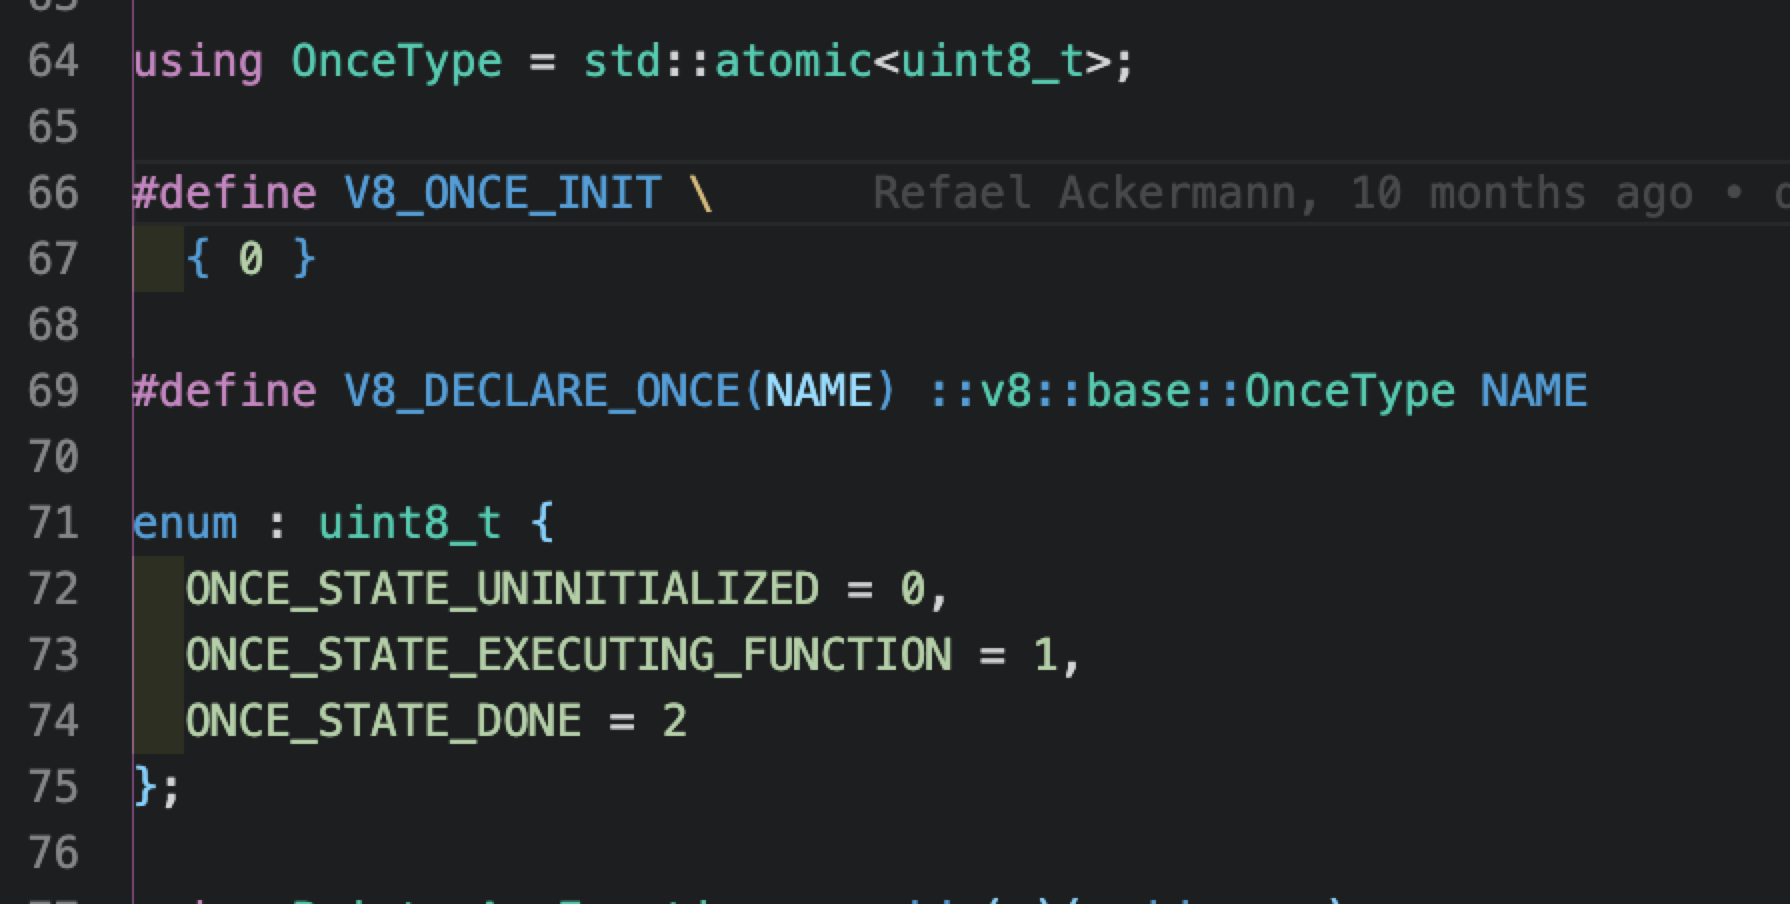 64 using OnceType = std::atomic<uint8_t>;
65
66 #define V8_ONCE_INIT \ Refael Ackermann, 10 months ago •
67 { 0 }
68
69 #define V8_DECLARE_ONCE(NAME) ::v8::base::OnceType NAME
70
71 enum : uint8_t {
72 ONCE_STATE_UNINITIALIZED = 0,
73 ONCE_STATE_EXECUTING_FUNCTION = 1,
74 ONCE_STATE_DONE = 2
75 };
76